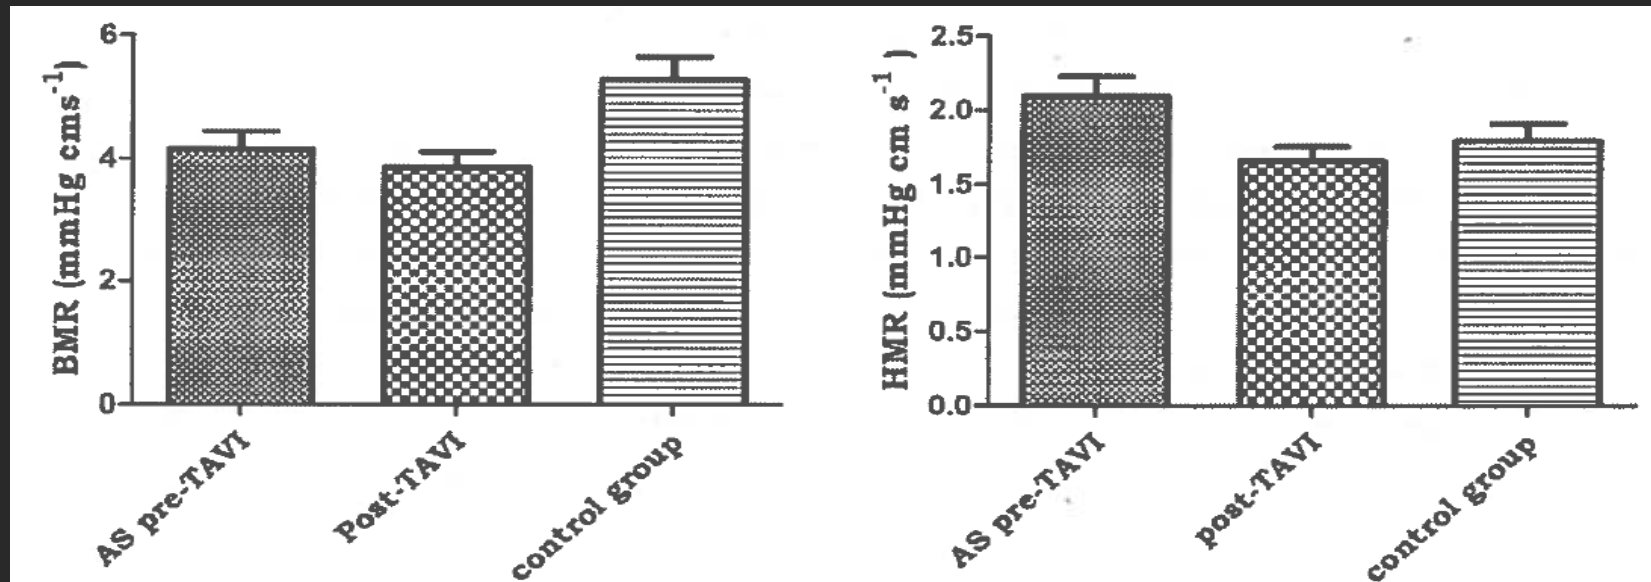 BMR (mmHg cms-1)
6
4
2
0
AS pre-TAVI
Post-TAVI
control group
HMR (mmHg cm s-1 )
2.5
2.0
1.5
1.0
0.5
0.0
AS pre-TAVI
post-TAVI
control group